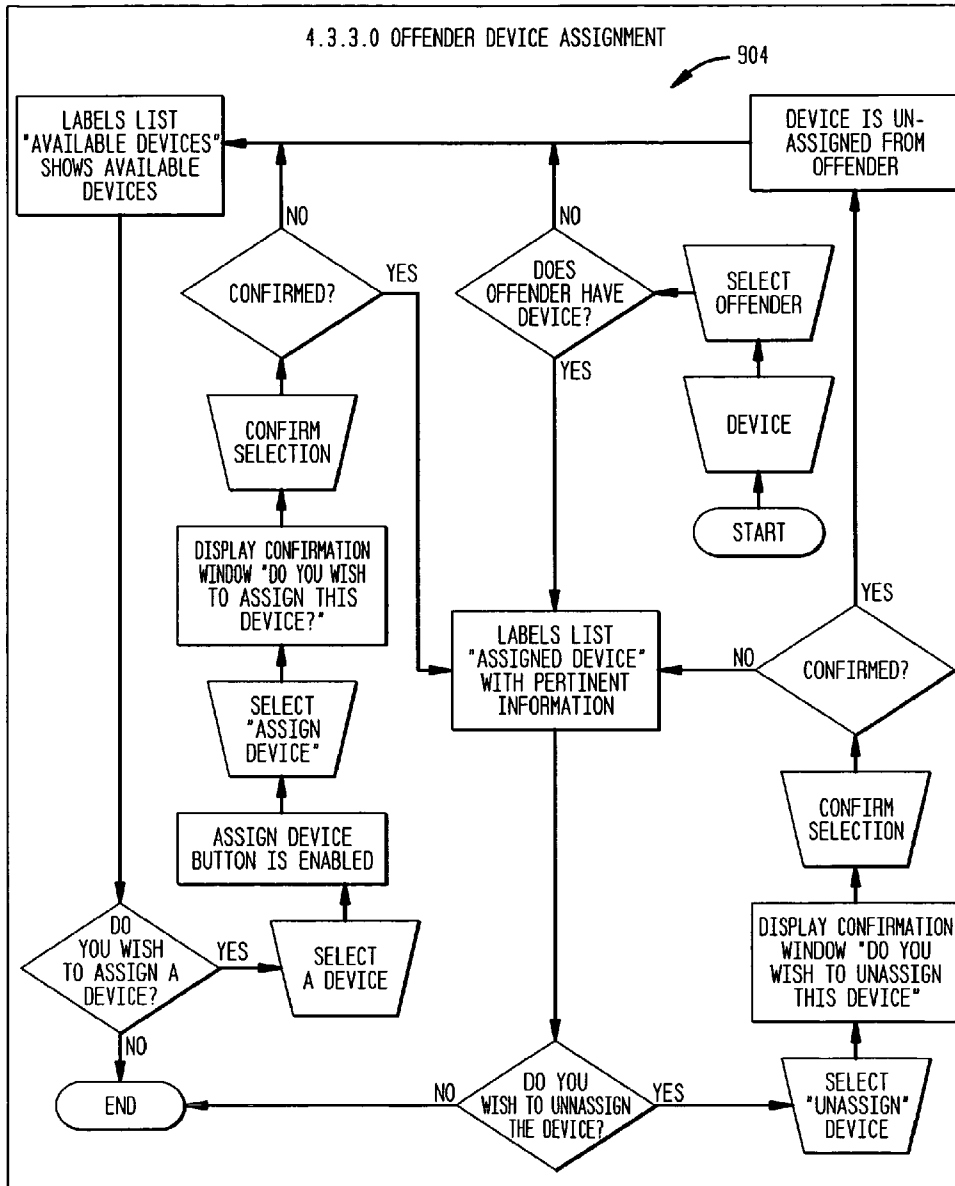 4.3.3.0 OFFENDER DEVICE ASSIGNMENT
904
LABELS LIST
"AVAILABLE DEVICES"
SHOWS AVAILABLE
DEVICES
DEVICE IS UN-
ASSIGNED FROM
OFFENDER
NO
CONFIRMED?
YES
NO
DOES
OFFENDER HAVE
DEVICE?
YES
SELECT
OFFENDER
DEVICE
START
CONFIRM
SELECTION
DISPLAY CONFIRMATION
WINDOW "DO YOU WISH
TO ASSIGN THIS
DEVICE?"
SELECT
"ASSIGN
DEVICE"
ASSIGN DEVICE
BUTTON IS ENABLED
LABELS LIST
"ASSIGNED DEVICE"
WITH PERTINENT
INFORMATION
YES
NO
CONFIRMED?
CONFIRM
SELECTION
DISPLAY CONFIRMATION
WINDOW "DO YOU
WISH TO UNASSIGN
THIS DEVICE"
DO
YOU WISH
TO ASSIGN A
DEVICE?
YES
SELECT
A DEVICE
NO
END
NO
DO YOU
WISH TO UNNASSIGN
THE DEVICE?
YES
SELECT
"UNASSIGN"
DEVICE